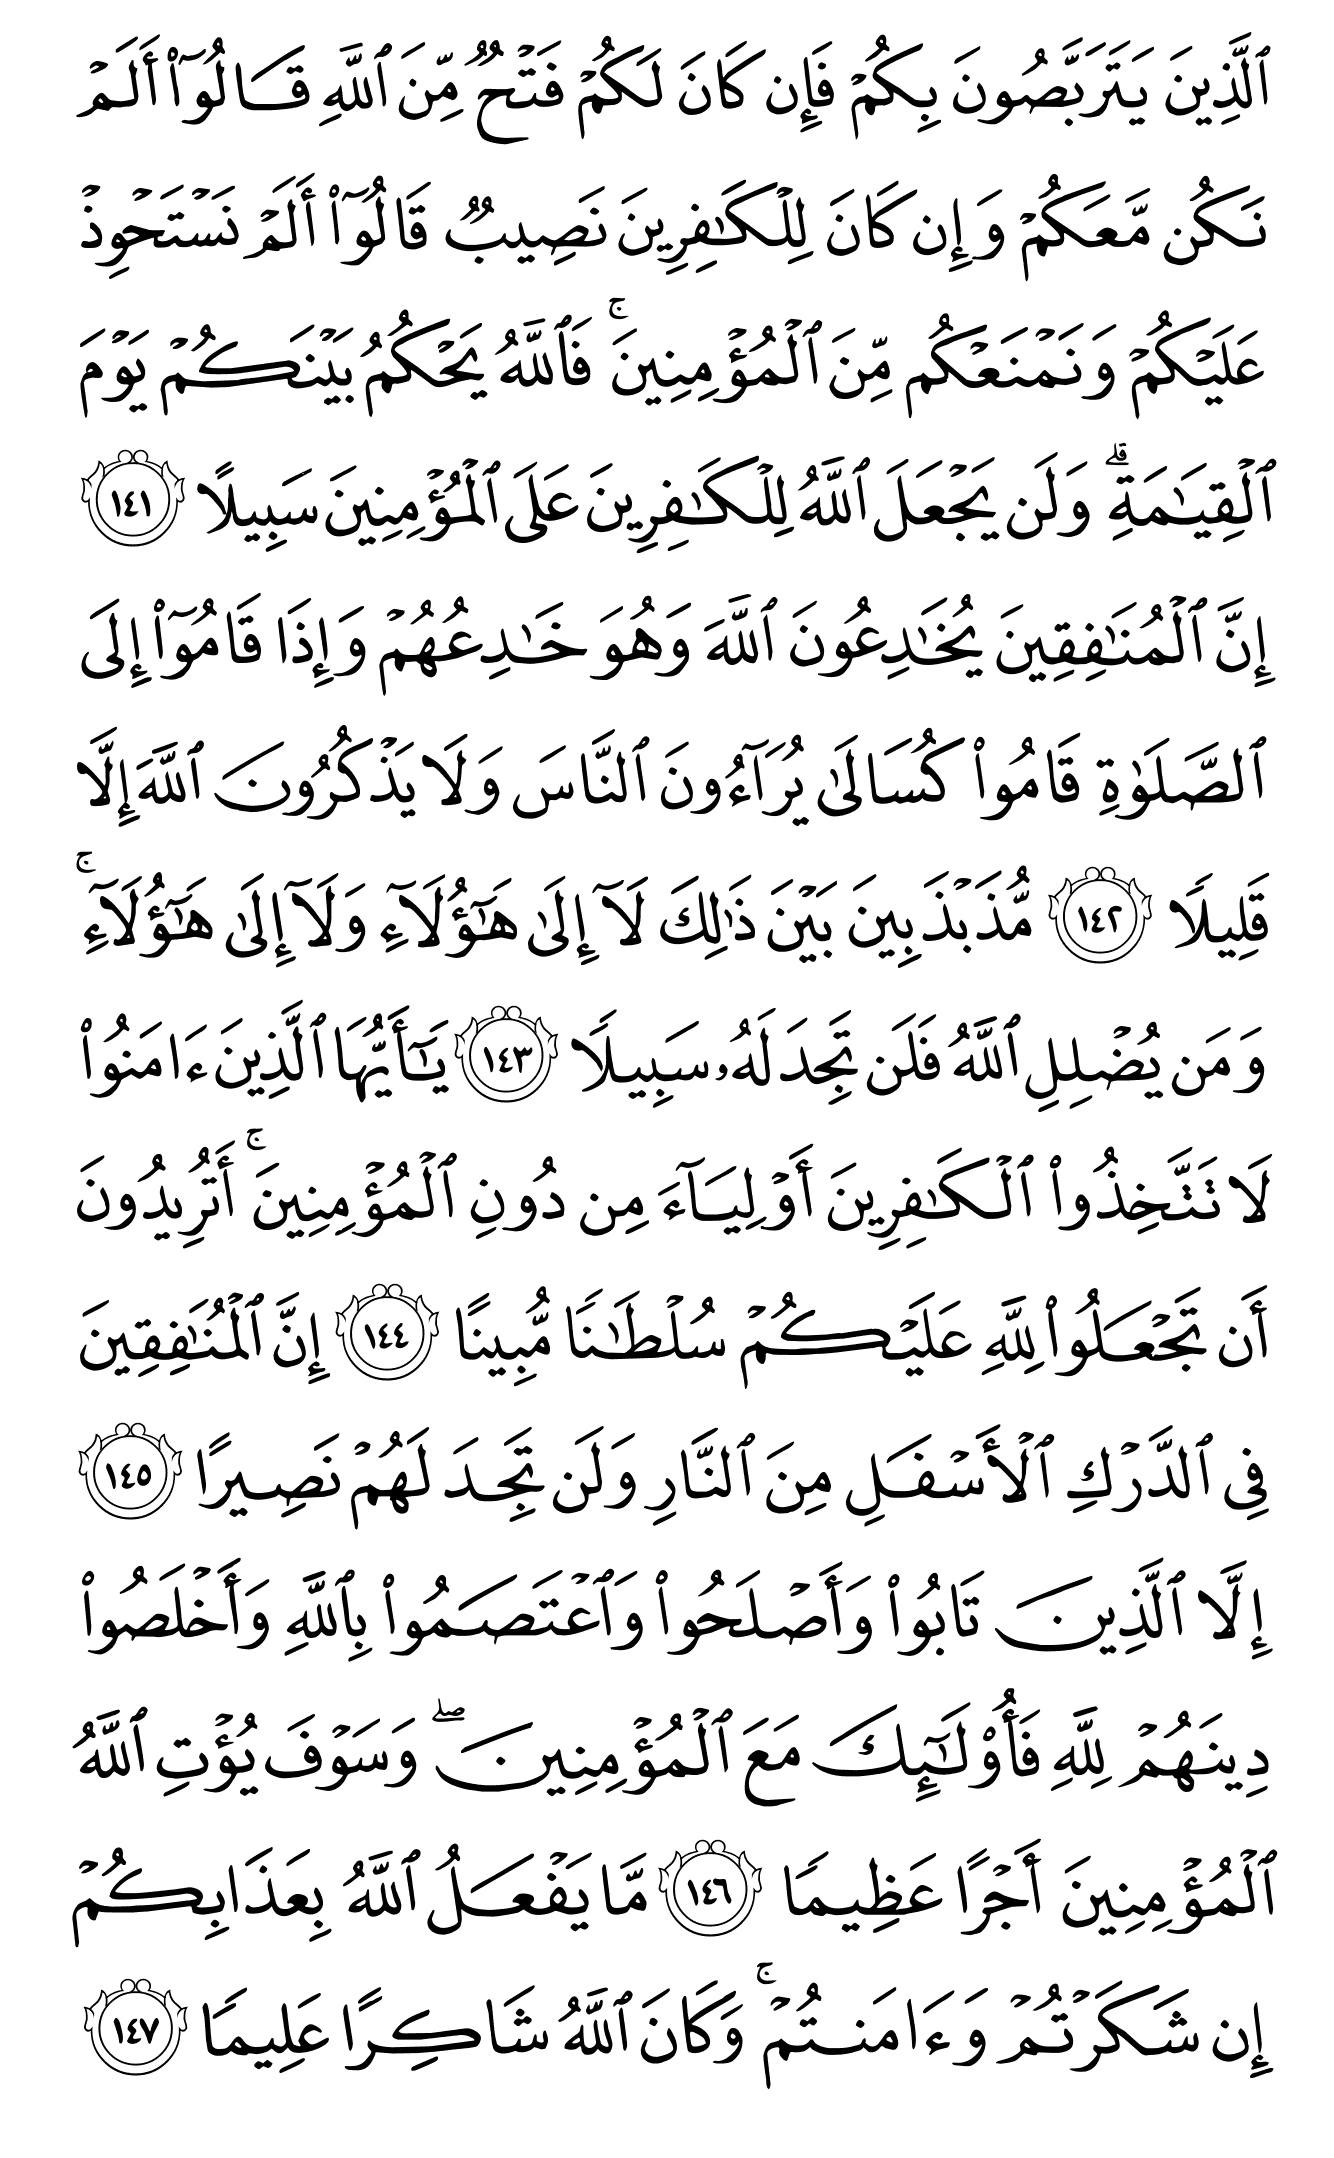 ٱلَّذِينَ يَتَرَبَّصُونَ بِكُمْ فَإِن كَانَ لَكُمْ فَتْحٌ مِّنَ ٱللَّهِ قَالُوٓا۟ أَلَمْ
نَكُن مَّعَكُمْ وَإِن كَانَ لِلْكَـٰفِرِينَ نَصِيبٌ قَالُوٓا۟ أَلَمْ نَسْتَحْوِذْ
عَلَيْكُمْ وَنَمْنَعْكُم مِّنَ ٱلْمُؤْمِنِينَ ۚ فَٱللَّهُ يَحْكُمُ بَيْنَكُمْ يَوْمَ
ٱلْقِيَـٰمَةِ ۗ وَلَن يَجْعَلَ ٱللَّهُ لِلْكَـٰفِرِينَ عَلَى ٱلْمُؤْمِنِينَ سَبِيلًا ١٤١
إِنَّ ٱلْمُنَـٰفِقِينَ يُخَـٰدِعُونَ ٱللَّهَ وَهُوَ خَـٰدِعُهُمْ وَإِذَا قَامُوٓا۟ إِلَى
ٱلصَّلَوٰةِ قَامُوا۟ كُسَالَىٰ يُرَآءُونَ ٱلنَّاسَ وَلَا يَذْكُرُونَ ٱللَّهَ إِلَّا
قَلِيلًا ١٤٢ مُّذَبْذَبِينَ بَيْنَ ذَٰلِكَ لَآ إِلَىٰ هَـٰٓؤُلَآءِ وَلَآ إِلَىٰ هَـٰٓؤُلَآءِ ۚ
وَمَن يُضْلِلِ ٱللَّهُ فَلَن تَجِدَ لَهُۥ سَبِيلًا ١٤٣ يَـٰٓأَيُّهَا ٱلَّذِينَ ءَامَنُوا۟
لَا تَتَّخِذُوا۟ ٱلْكَـٰفِرِينَ أَوْلِيَآءَ مِن دُونِ ٱلْمُؤْمِنِينَ ۚ أَتُرِيدُونَ
أَن تَجْعَلُوا۟ لِلَّهِ عَلَيْكُمْ سُلْطَـٰنًا مُّبِينًا ١٤٤ إِنَّ ٱلْمُنَـٰفِقِينَ
فِى ٱلدَّرْكِ ٱلْأَسْفَلِ مِنَ ٱلنَّارِ وَلَن تَجِدَ لَهُمْ نَصِيرًا ١٤٥
إِلَّا ٱلَّذِينَ تَابُوا۟ وَأَصْلَحُوا۟ وَٱعْتَصَمُوا۟ بِٱللَّهِ وَأَخْلَصُوا۟
دِينَهُمْ لِلَّهِ فَأُو۟لَـٰٓئِكَ مَعَ ٱلْمُؤْمِنِينَ ۖ وَسَوْفَ يُؤْتِ ٱللَّهُ
ٱلْمُؤْمِنِينَ أَجْرًا عَظِيمًا ١٤٦ مَّا يَفْعَلُ ٱللَّهُ بِعَذَابِكُمْ
إِن شَكَرْتُمْ وَءَامَنتُمْ ۚ وَكَانَ ٱللَّهُ شَاكِرًا عَلِيمًا ١٤٧